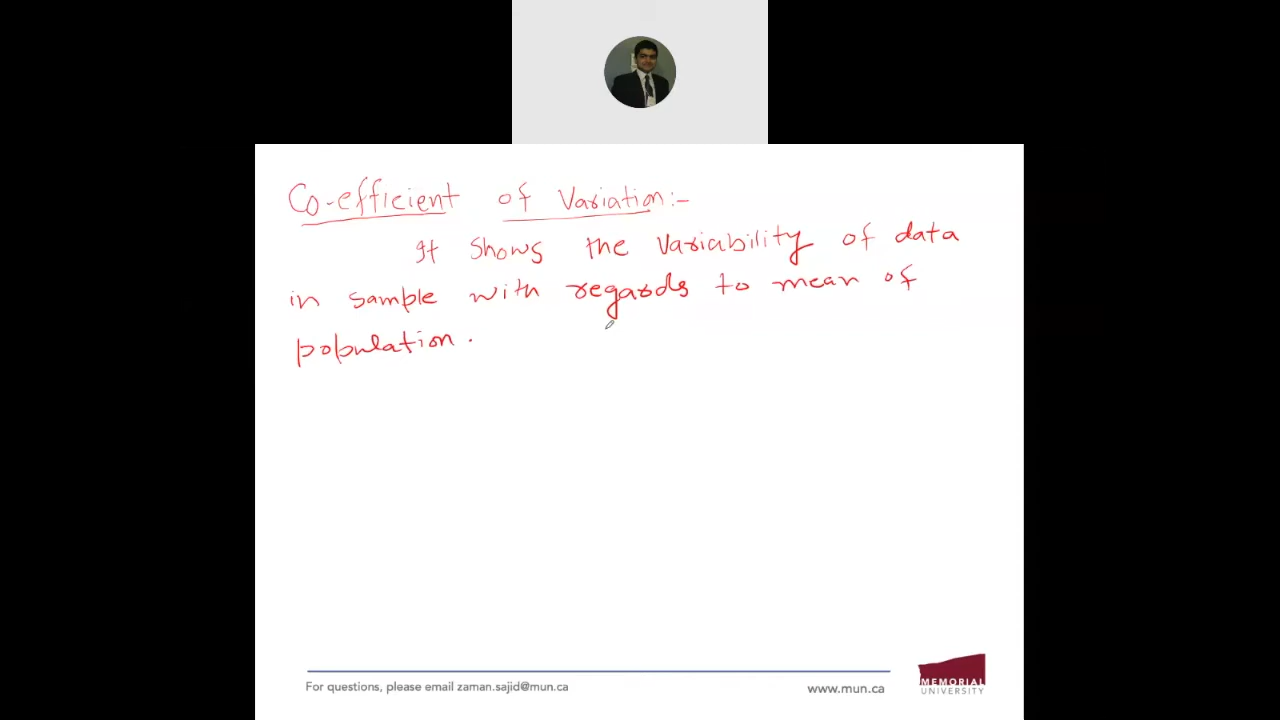 Co-efficient of Variation:-
It shows the variability of data
in sample with regards to mean of
population.
For questions, please email zaman.sajid@mun.ca
www.mun.ca
MEMORIAL
UNIVERSITY